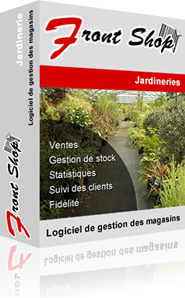 Front Shop
Jardineries
Ventes
Gestion de stock
Statistiques
Suivi des clients
Fidélité
Logiciel de gestion des magasins
Front Shop
Logiciel de gestion des magasins
Jardinerie